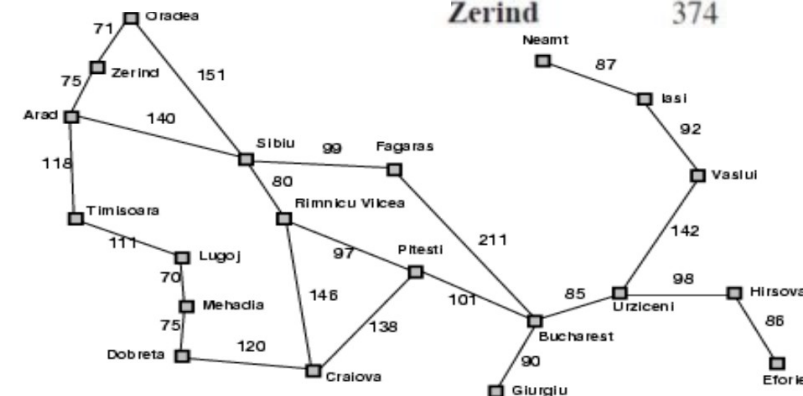 Zerind 374
Oradea
71
Neamt
87
Zerind
151
75
Iasi
Arad
140
92
Sibiu
99
Fagaras
118
80
Vaslui
Timisoara
Rimnicu Vilcea
111
211
142
Lugoj
97
Pitesti
70
98
Hirsova
146
85
Mehadia
101
Urziceni
75
138
86
Bucharest
Dobreta
120
90
Craiova
Eforie
Giurgiu